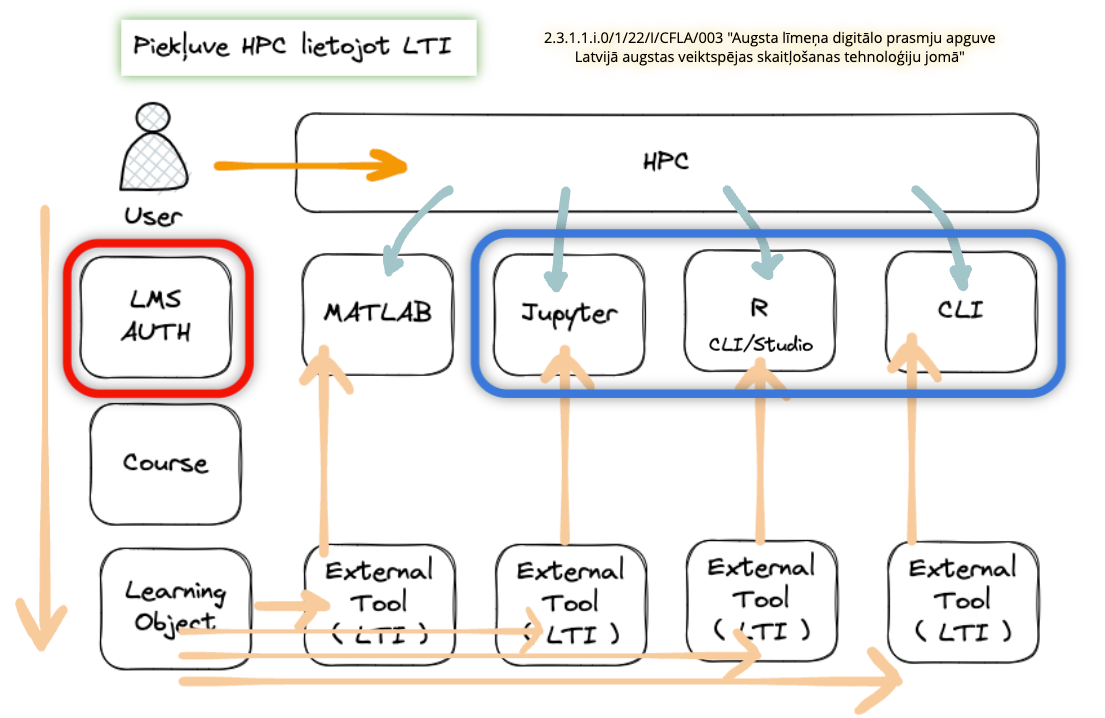 Piekļuve HPC lietojot LTI
2.3.1.1.i.0/1/22/I/CFLA/003 "Augsta līmeņa digitālo prasmju apguve
Latvijā augstas veiktspējas skaitļošanas tehnoloģiju jomā"
HPC
User
LMS
AUTH
MATLAB
Jupyter
R
CLI/Studio
CLI
Course
Learning
Object
External
Tool
( LTI )
External
Tool
( LTI )
External
Tool
( LTI )
External
Tool
( LTI )